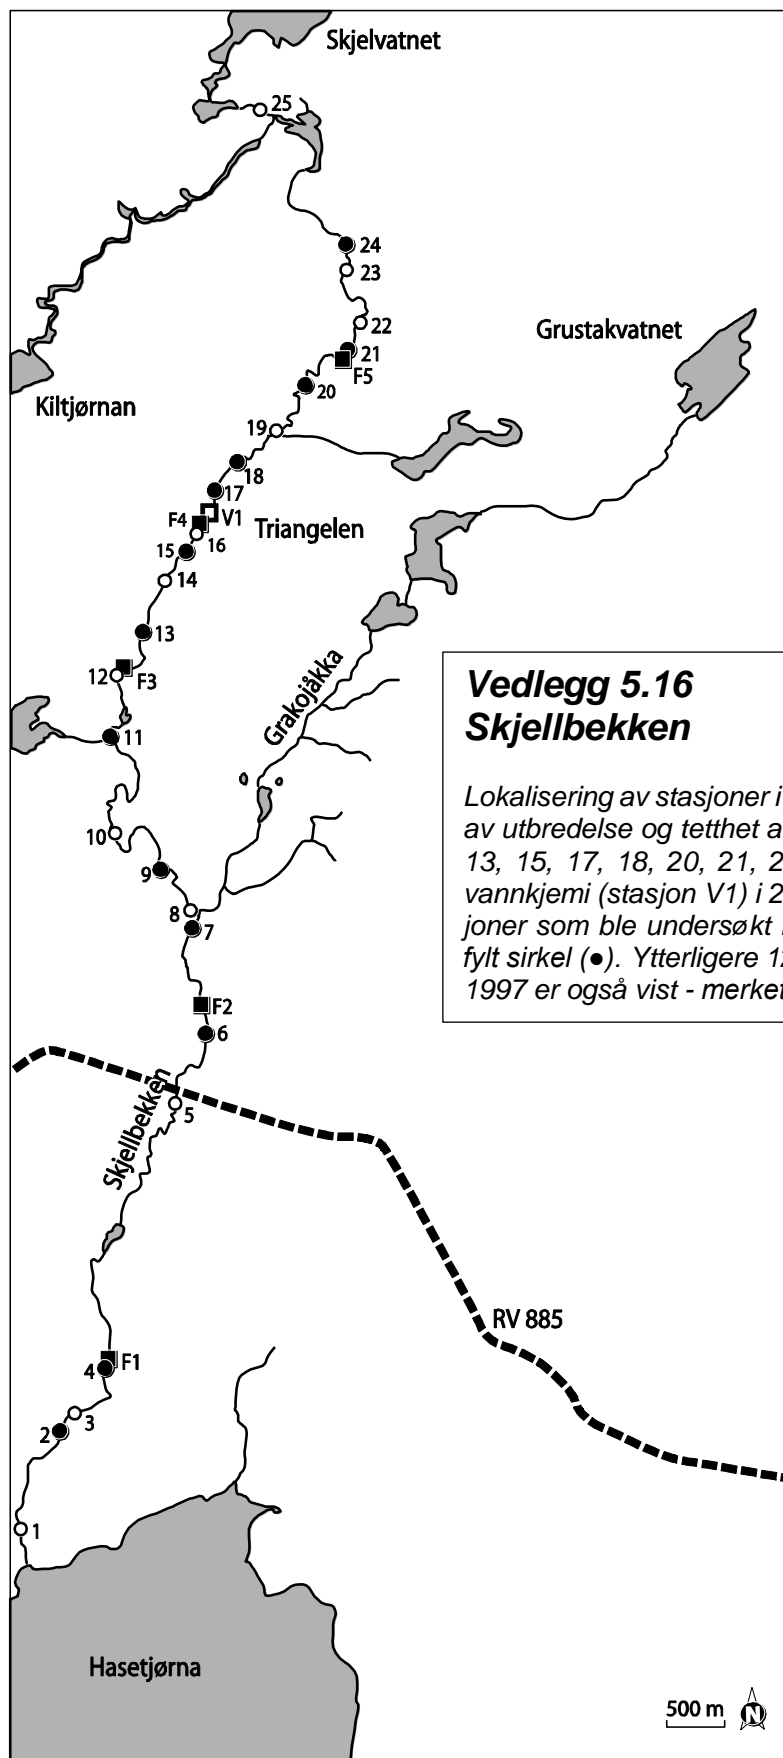 Skjelvatnet
25
24
23
22
Grustakvatnet
21
F5
Kiltjørnan
20
19
18
17
F4
V1
Triangelen
16
15
14
13
12
F3
Grakojåkka
11
Vedlegg 5.16
Skjellbekken
Lokalisering av stasjoner i
av utbredelse og tetthet a
13, 15, 17, 18, 20, 21, 2
vannkjemi (stasjon V1) i 2
joner som ble undersøkt
fylt sirkel (●). Ytterligere 12
1997 er også vist - merket
10
9
8
7
F2
6
5
Skjellbekken
RV 885
F1
4
3
2
1
Hasetjørna
500 m
N